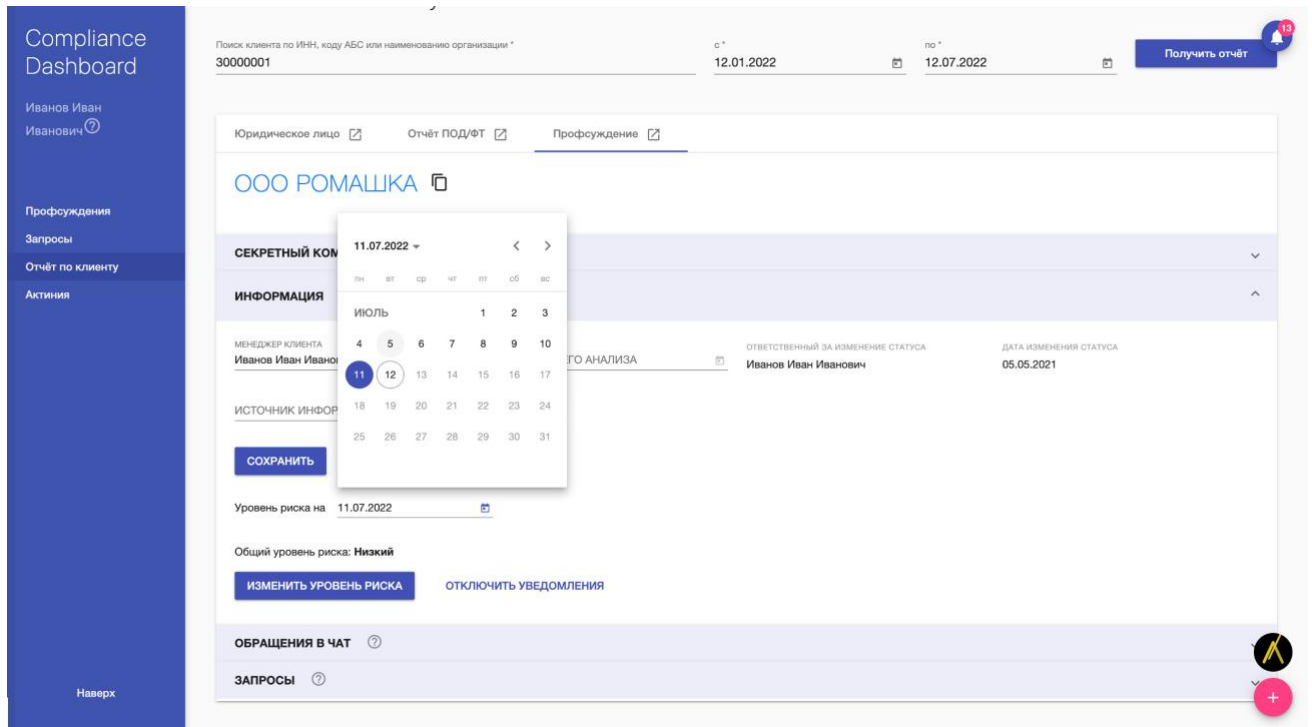 Compliance
Dashboard
Иванов Иван
Иванович
Профсуждения
Запросы
Отчёт по клиенту
Актиния
Наверх
Поиск клиента по ИНН, коду АБС или наименованию организации *
30000001
с *
12.01.2022
по *
12.07.2022
Получить отчёт
13
Юридическое лицо
Отчёт ПОД/ФТ
Профсуждение
ООО РОМАШКА
СЕКРЕТНЫЙ КОМ
ИНФОРМАЦИЯ
11.07.2022
пн вт ср чт пт сб вс
ИЮЛЬ 1 2 3
4 5 6 7 8 9 10
11 12 13 14 15 16 17
18 19 20 21 22 23 24
25 26 27 28 29 30 31
МЕНЕДЖЕР КЛИЕНТА
Иванов Иван Ивано
ГО АНАЛИЗА
ОТВЕТСТВЕННЫЙ ЗА ИЗМЕНЕНИЕ СТАТУСА
Иванов Иван Иванович
ДАТА ИЗМЕНЕНИЯ СТАТУСА
05.05.2021
ИСТОЧНИК ИНФОР
СОХРАНИТЬ
Уровень риска на 11.07.2022
Общий уровень риска: Низкий
ИЗМЕНИТЬ УРОВЕНЬ РИСКА
ОТКЛЮЧИТЬ УВЕДОМЛЕНИЯ
ОБРАЩЕНИЯ В ЧАТ
ЗАПРОСЫ